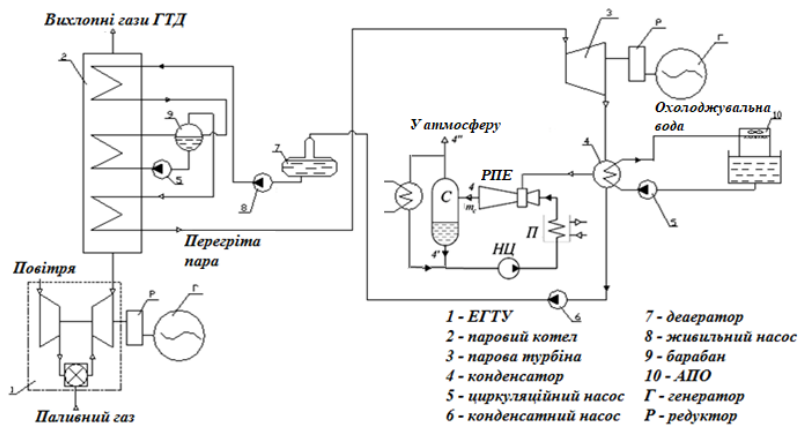 Вихлопні гази ГТД
2
3
Р
Г
Охолоджувальна
вода
10
У атмосферу
4"
9
7
4
РПЕ
4
С
m
5
8
П
5
Перегріта
пара
4'
НЦ
Повітря
Р
Г
6
1
Паливний газ
1 - ЕГТУ
2 - паровий котел
3 - парова турбіна
4 - конденсатор
5 - циркуляційний насос
6 - конденсатний насос
7 - деаератор
8 - живильний насос
9 - барабан
10 - АПО
Г - генератор
Р - редуктор